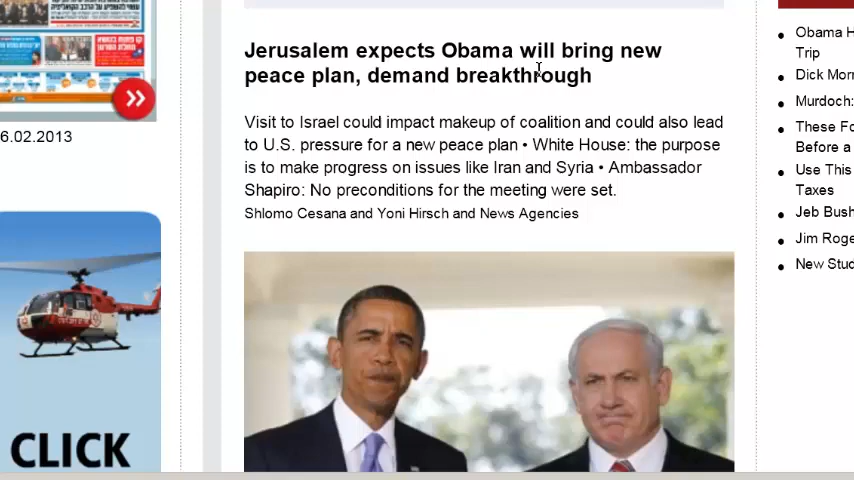 6.02.2013
CLICK
Jerusalem expects Obama will bring new
peace plan, demand breakthrough
Visit to Israel could impact makeup of coalition and could also lead
to U.S. pressure for a new peace plan • White House: the purpose
is to make progress on issues like Iran and Syria • Ambassador
Shapiro: No preconditions for the meeting were set.
Shlomo Cesana and Yoni Hirsch and News Agencies
Obama H
Trip
Dick Mor
Murdoch:
These Fo
Before a
Use This
Taxes
Jeb Bush
Jim Roge
New Stud